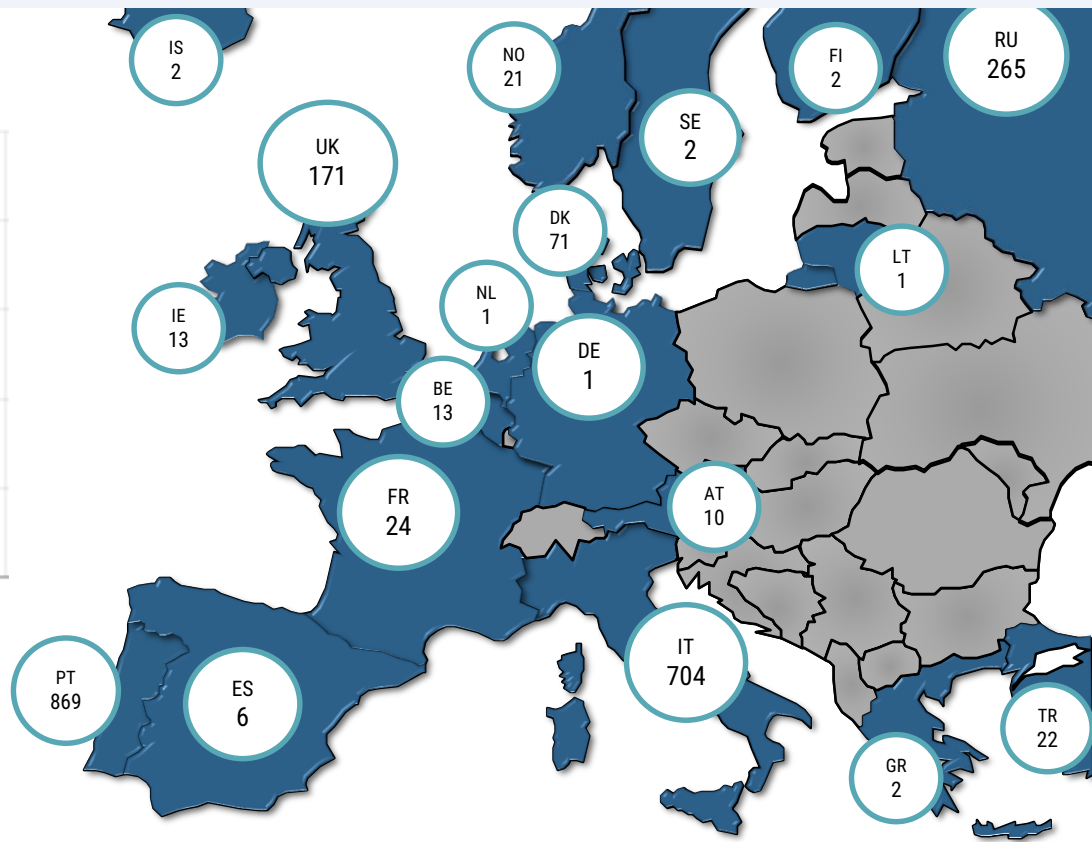 IS
2
NO
21
FI
2
RU
265
UK
171
SE
2
DK
71
LT
1
NL
1
IE
13
DE
1
BE
13
FR
24
AT
10
IT
704
PT
869
ES
6
TR
22
GR
2